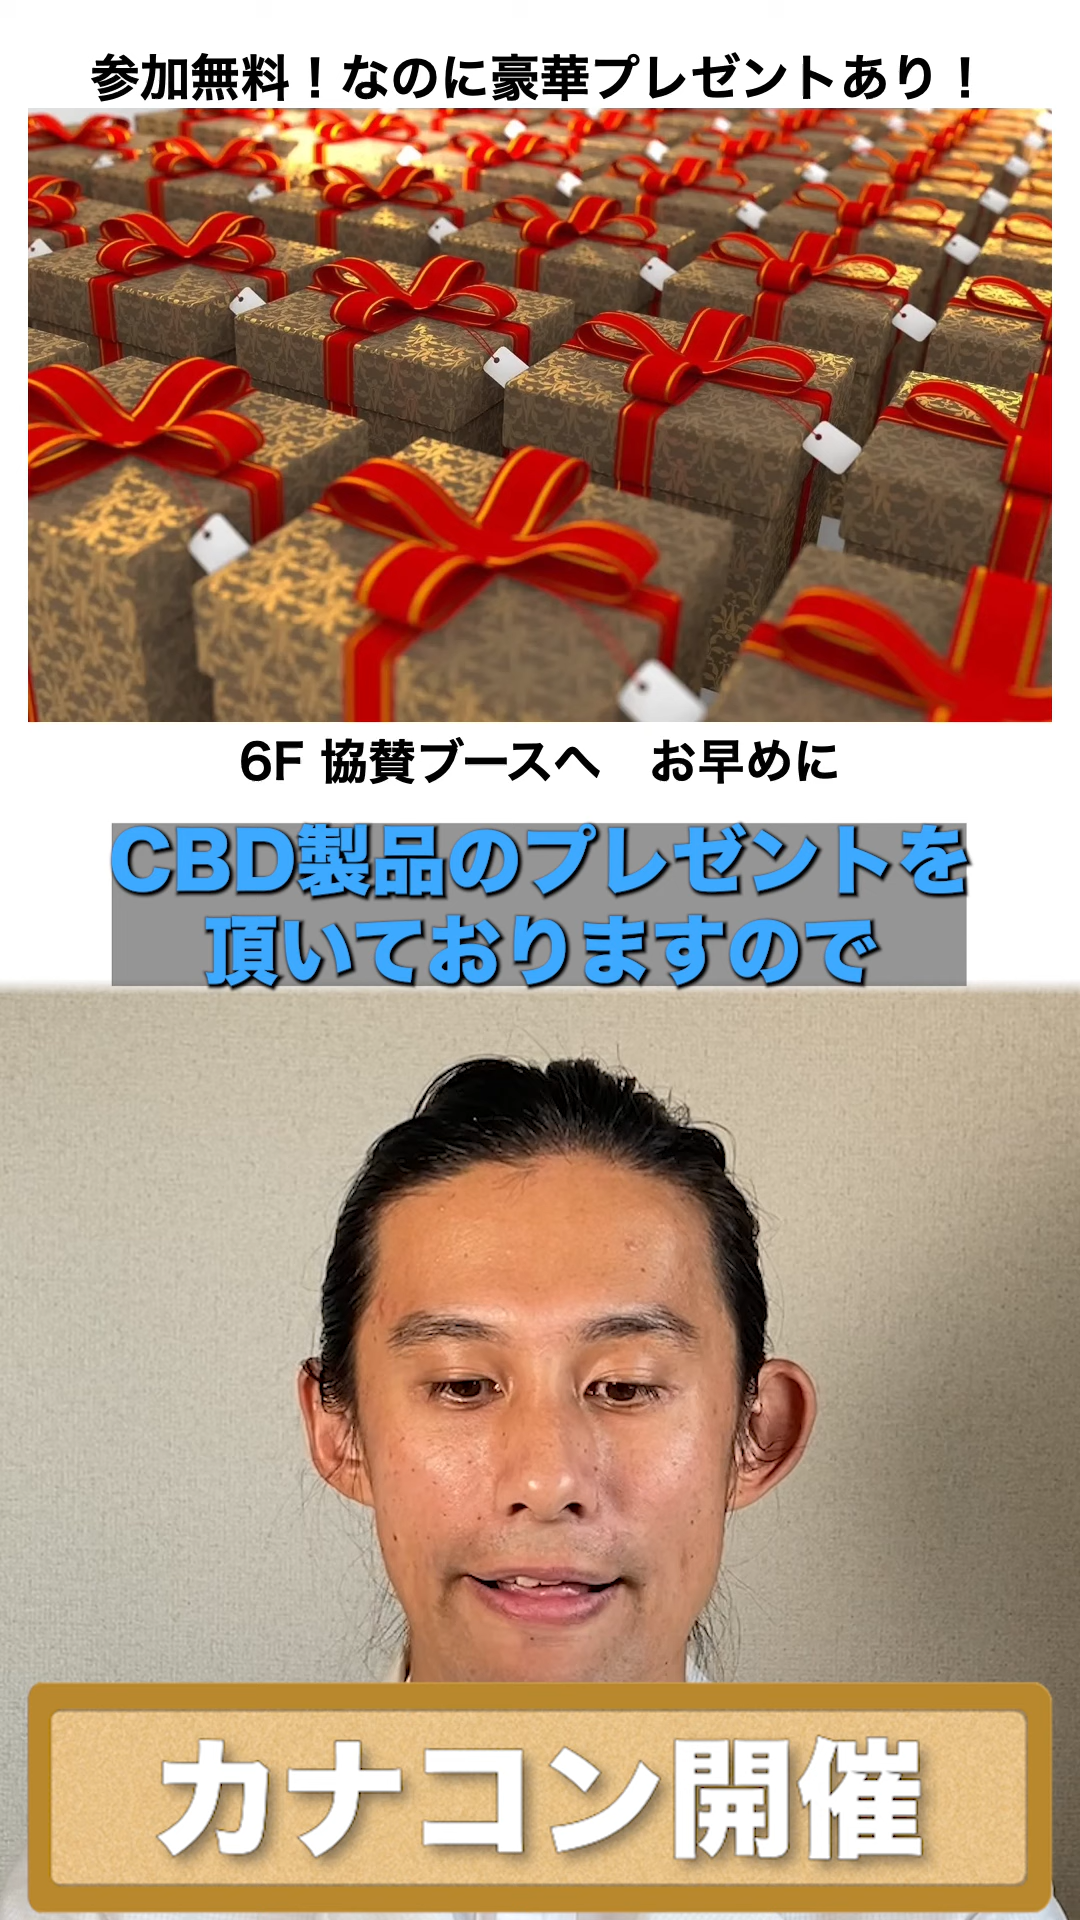 参加無料！なのに豪華プレゼントあり！
6F 協賛ブースへ　お早めに
CBD製品のプレゼントを
頂いておりますので
カナコン開催